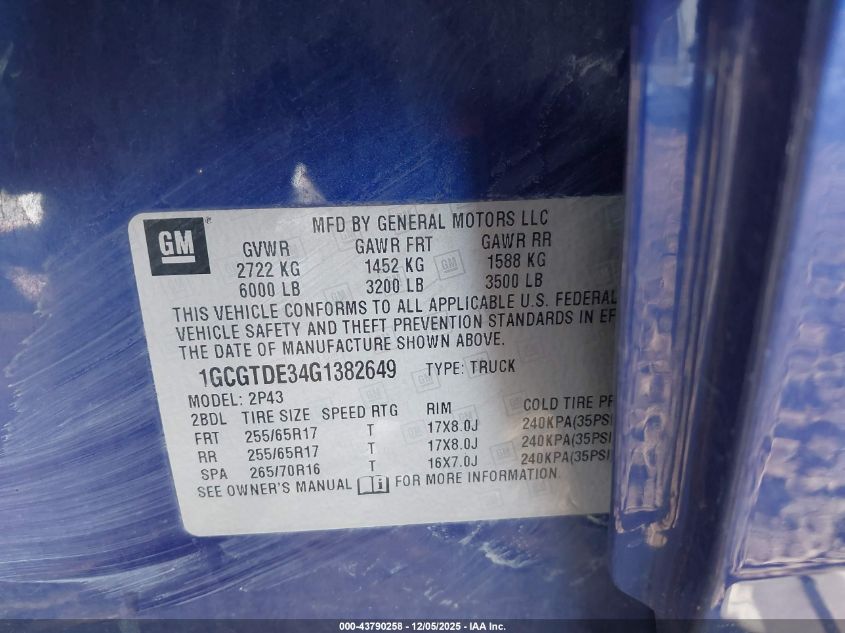 GM
MFD BY GENERAL MOTORS LLC
GVWR GAWR FRT GAWR RR
2722 KG 1452 KG 1588 KG
6000 LB 3200 LB 3500 LB
THIS VEHICLE CONFORMS TO ALL APPLICABLE U.S. FEDERAL
VEHICLE SAFETY AND THEFT PREVENTION STANDARDS IN EF
THE DATE OF MANUFACTURE SHOWN ABOVE.
1GCGTDE34G1382649 TYPE: TRUCK
MODEL: 2P43
2BDL TIRE SIZE SPEED RTG RIM COLD TIRE PR
FRT 255/65R17 T 17X8.0J 240KPA(35PSI
RR 255/65R17 T 17X8.0J 240KPA(35PSI
SPA 265/70R16 T 16X7.0J 240KPA(35PSI
SEE OWNER'S MANUAL FOR MORE INFORMATION.
000-43790258 - 12/05/2025 - IAA Inc.